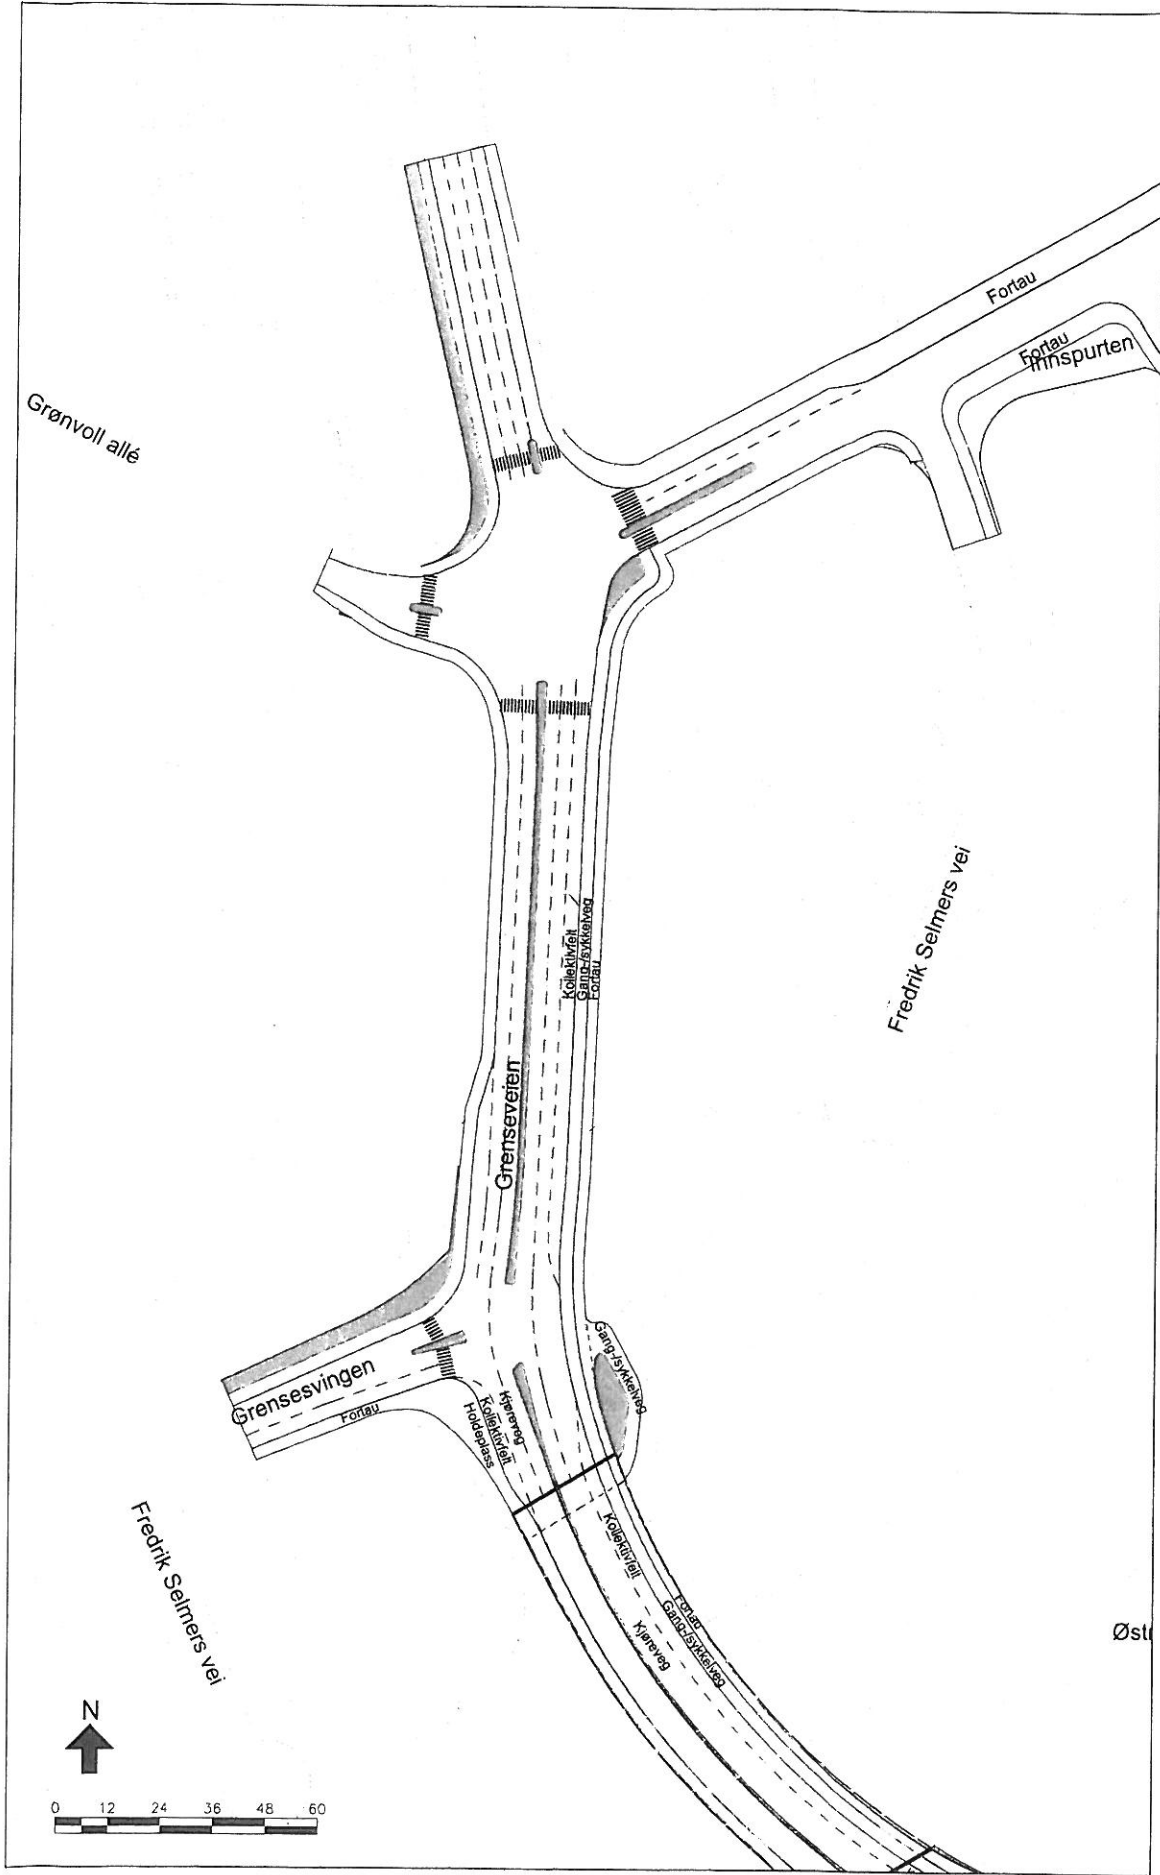 Fortau
Fortau
Innspurten
Grønvoll allé
Fredrik Selmers vei
Kollektivfelt
Gang-/sykkelveg
Fortau
Grenseveien
Gang-/sykkelveg
Grensesvingen
Fortau
Kjøreveg
Kollektivfelt
Holdeplass
Fredrik Selmers vei
Kollektivfelt
Fortau
Gang-/sykkelveg
Kjøreveg
Øst
N
0 12 24 36 48 60